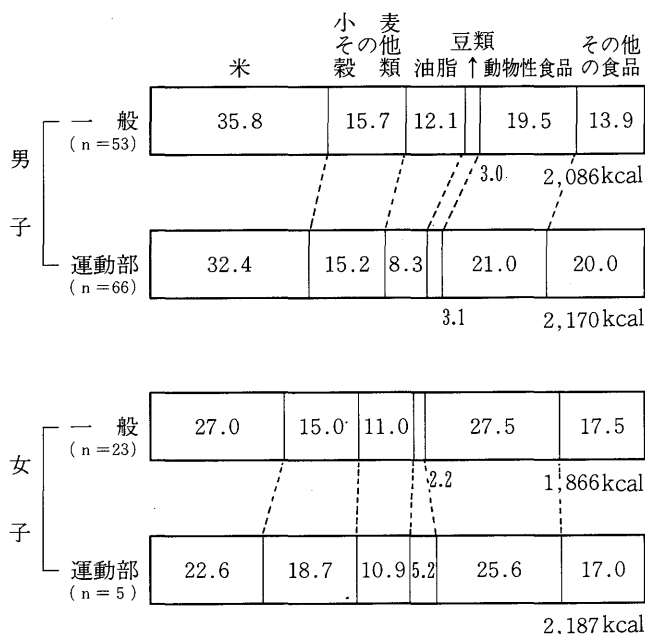 小麦
その他 豆類 その他
米 穀類 油脂 ↑ 動物性食品 の食品
男子
一般 35.8 15.7 12.1 19.5 13.9
(n=53) 3.0 2,086kcal
運動部 32.4 15.2 8.3 21.0 20.0
(n=66) 3.1 2,170kcal
女子
一般 27.0 15.0 11.0 27.5 17.5
(n=23) 2.2 1,866kcal
運動部 22.6 18.7 10.9 5.2 25.6 17.0
(n=5) 2,187kcal